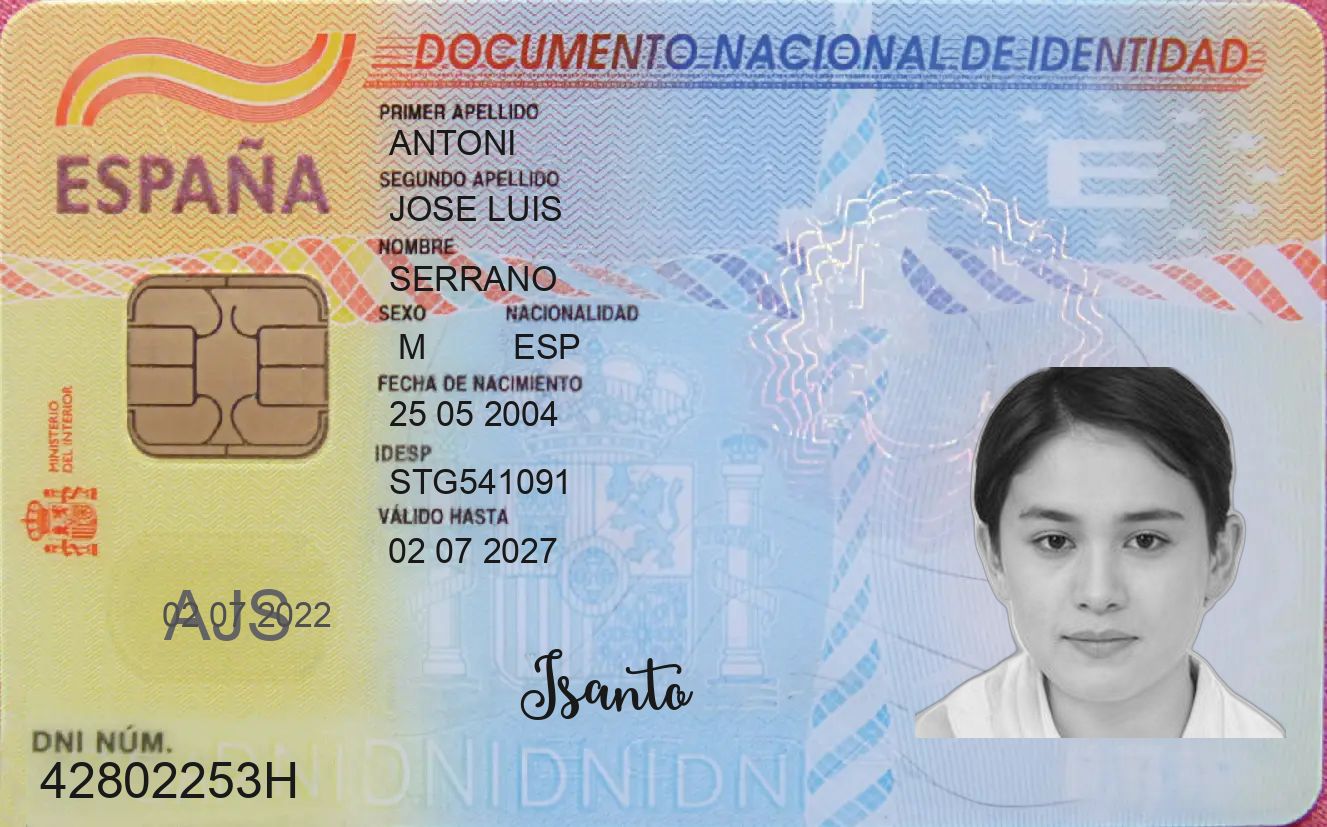 DOCUMENTO NACIONAL DE IDENTIDAD
ESPAÑA
E
PRIMER APELLIDO
ANTONI
SEGUNDO APELLIDO
JOSE LUIS
NOMBRE
SERRANO
SEXO NACIONALIDAD
M ESP
FECHA DE NACIMIENTO
25 05 2004
IDESP
STG541091
VÁLIDO HASTA
02 07 2027
MINISTERIO
DEL INTERIOR
AJS
02 07 2022
Jsanto
DNI NÚM.
42802253H
DNIDNIDNIDNI